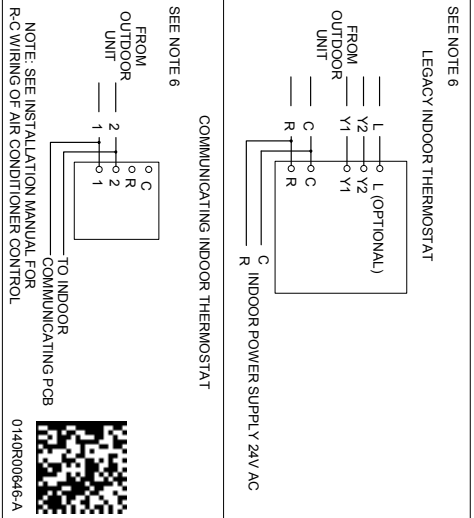 SEE NOTE 6
LEGACY INDOOR THERMOSTAT
FROM
OUTDOOR
UNIT
L L (OPTIONAL)
Y2 Y2
Y1 Y1
C C
R R
C
INDOOR POWER SUPPLY 24V AC
R
SEE NOTE 6
COMMUNICATING INDOOR THERMOSTAT
FROM
OUTDOOR
UNIT
C
R
2 2
1 1
TO INDOOR
COMMUNICATING PCB
NOTE: SEE INSTALLATION MANUAL FOR
R-C WIRING OF AIR CONDITIONER CONTROL
0140R00646-A